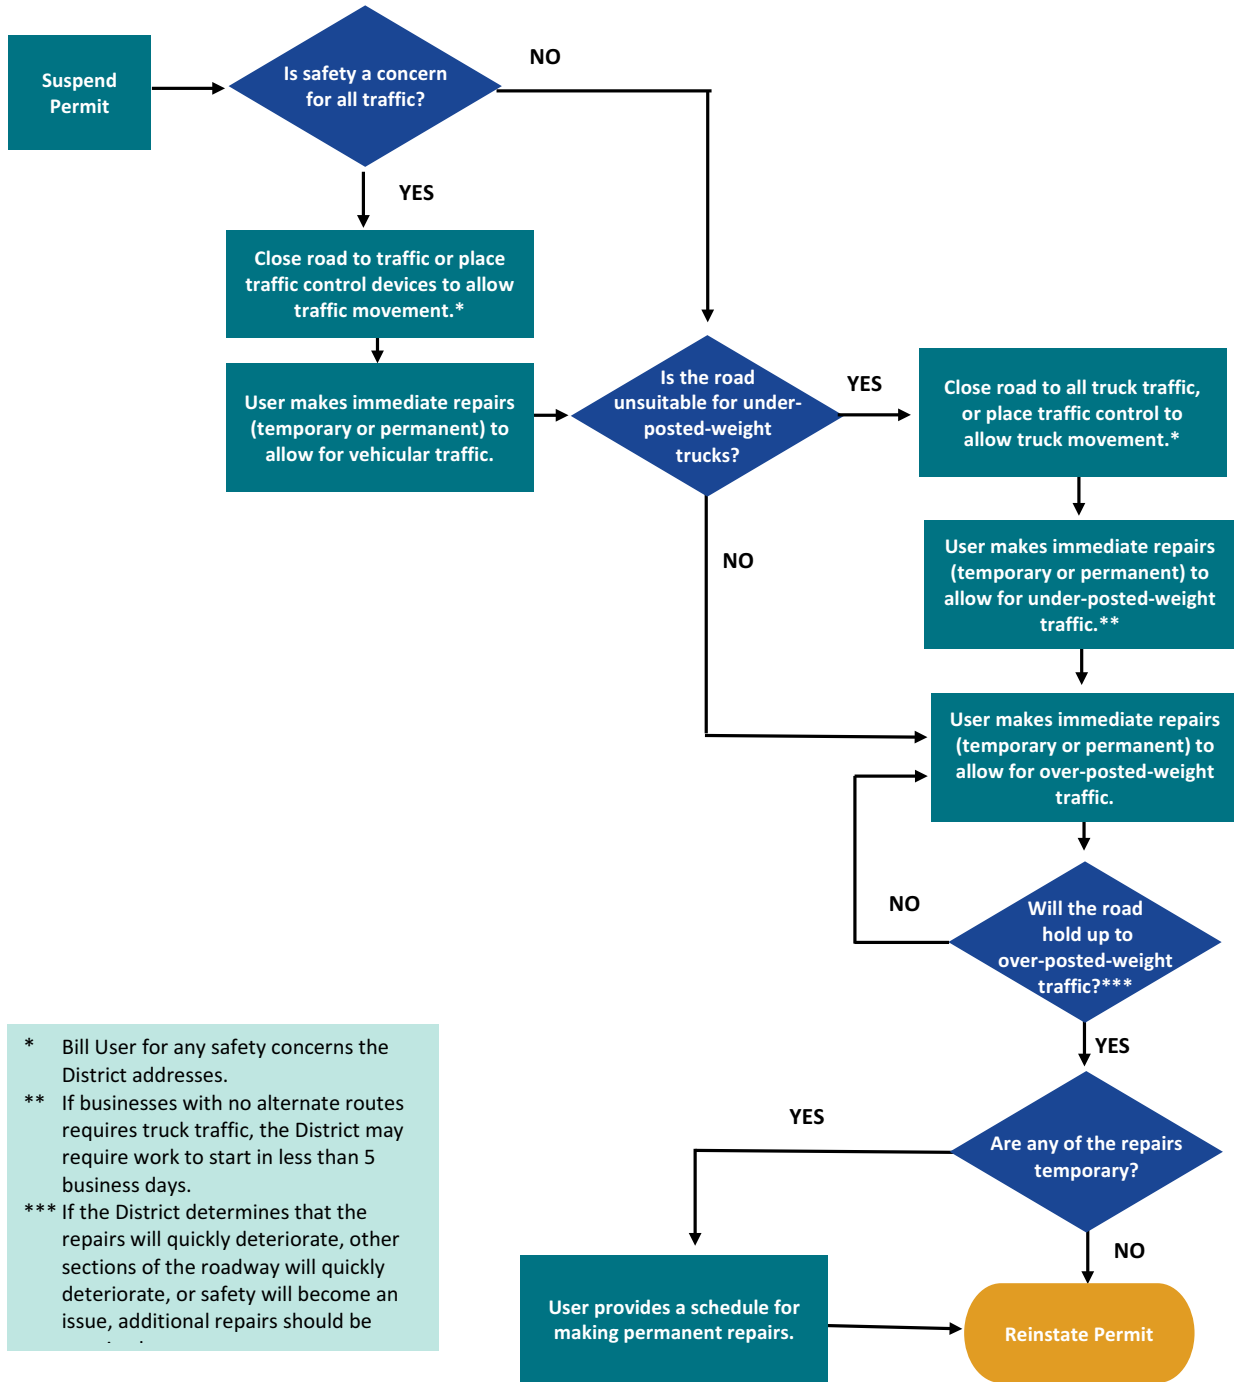 Suspend
Permit
Is safety a concern
for all traffic?
NO
YES
Close road to traffic or place
traffic control devices to allow
traffic movement.*
User makes immediate repairs
(temporary or permanent) to
allow for vehicular traffic.
Is the road
unsuitable for under-
posted-weight
trucks?
YES
NO
Close road to all truck traffic,
or place traffic control to
allow truck movement.*
User makes immediate repairs
(temporary or permanent) to
allow for under-posted-weight
traffic.**
User makes immediate repairs
(temporary or permanent) to
allow for over-posted-weight
traffic.
Will the road
hold up to
over-posted-weight
traffic?***
NO
YES
Are any of the repairs
temporary?
YES
NO
User provides a schedule for
making permanent repairs.
Reinstate Permit
* Bill User for any safety concerns the
District addresses.
** If businesses with no alternate routes
requires truck traffic, the District may
require work to start in less than 5
business days.
*** If the District determines that the
repairs will quickly deteriorate, other
sections of the roadway will quickly
deteriorate, or safety will become an
issue, additional repairs should be